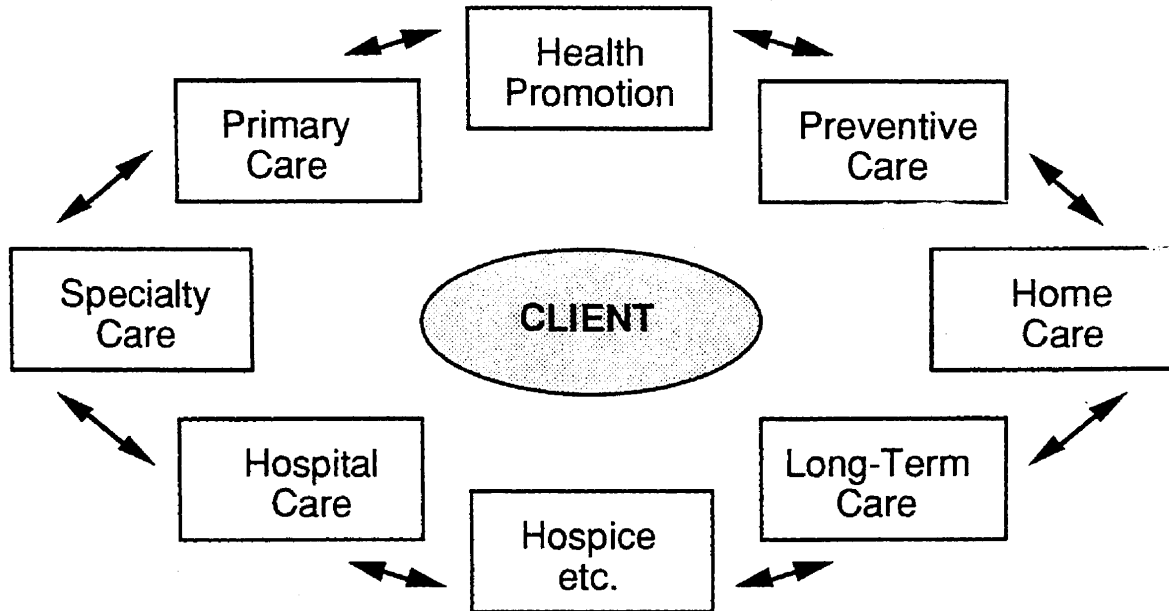 Health
Promotion
Primary
Care
Preventive
Care
Specialty
Care
CLIENT
Home
Care
Hospital
Care
Long-Term
Care
Hospice
etc.